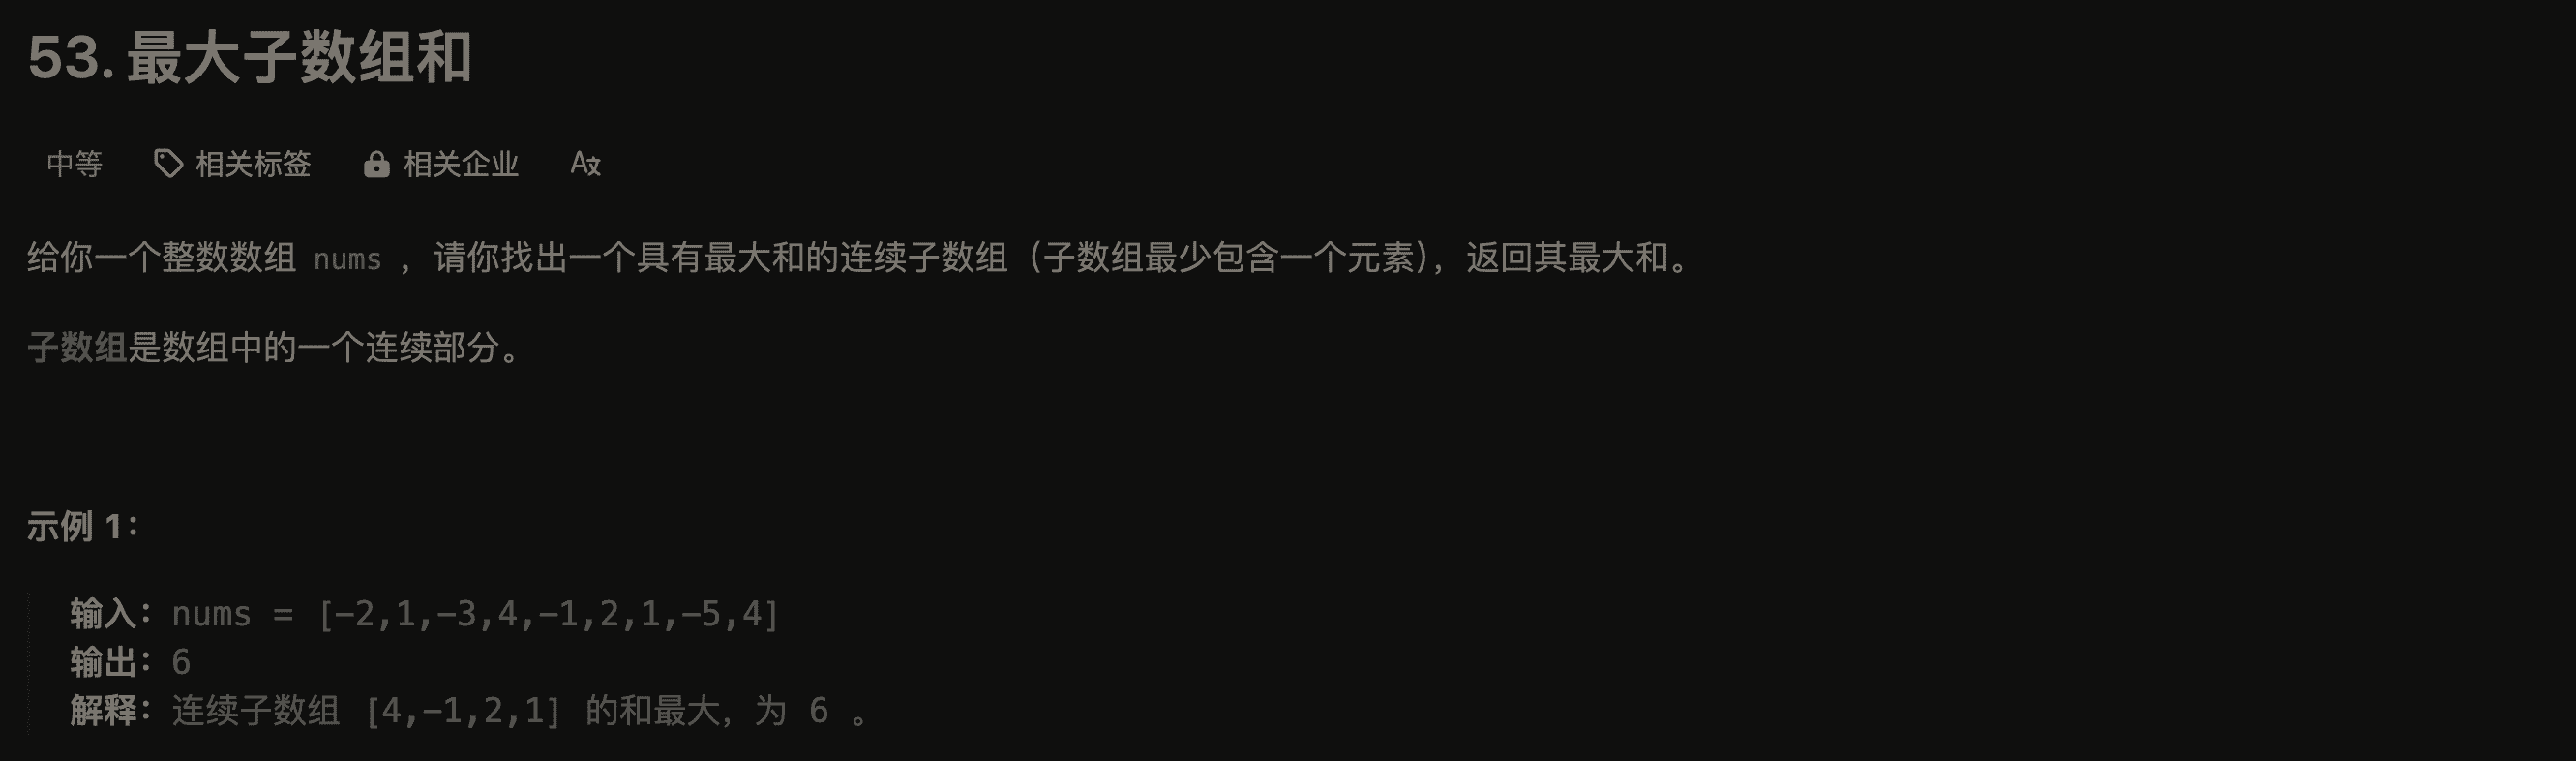 53. 最大子数组和
中等 相关标签 相关企业 A文
给你一个整数数组 nums ，请你找出一个具有最大和的连续子数组（子数组最少包含一个元素），返回其最大和。
子数组是数组中的一个连续部分。
示例 1：
输入：nums = [-2,1,-3,4,-1,2,1,-5,4]
输出：6
解释：连续子数组 [4,-1,2,1] 的和最大，为 6 。